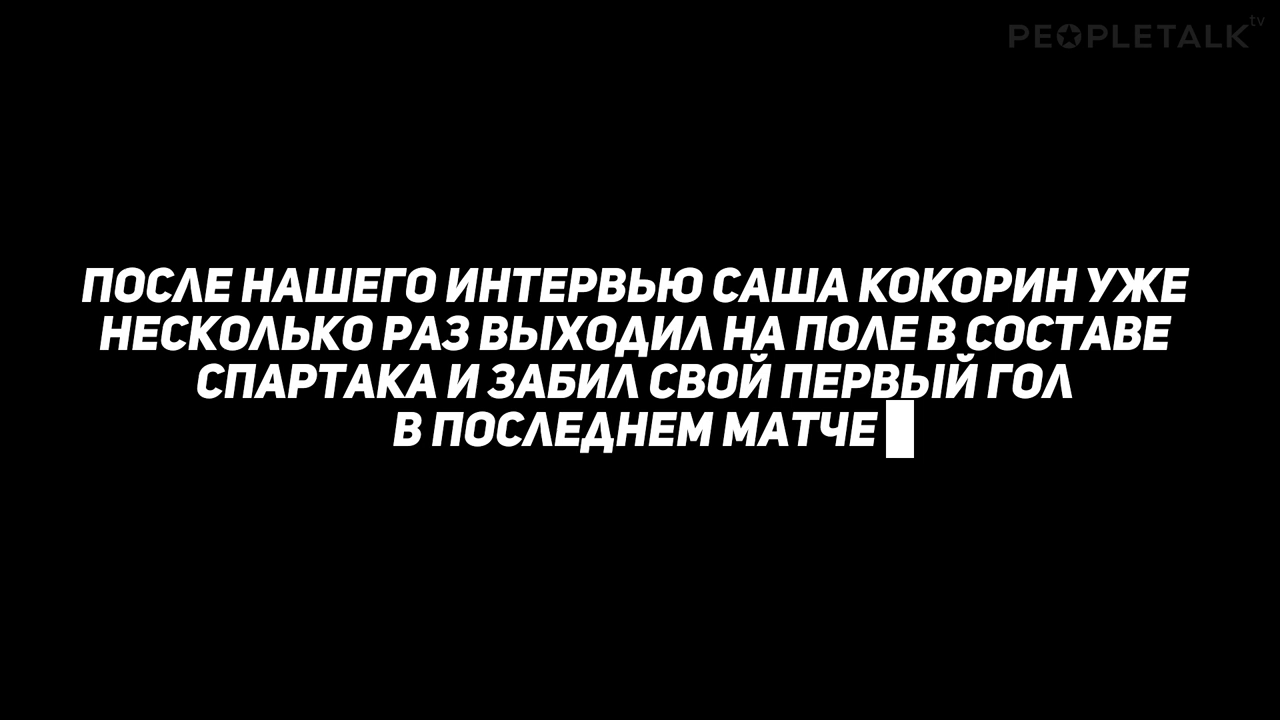 PEOPLETALK tv
ПОСЛЕ НАШЕГО ИНТЕРВЬЮ САША КОКОРИН УЖЕ
НЕСКОЛЬКО РАЗ ВЫХОДИЛ НА ПОЛЕ В СОСТАВЕ
СПАРТАКА И ЗАБИЛ СВОЙ ПЕРВЫЙ ГОЛ
В ПОСЛЕДНЕМ МАТЧЕ